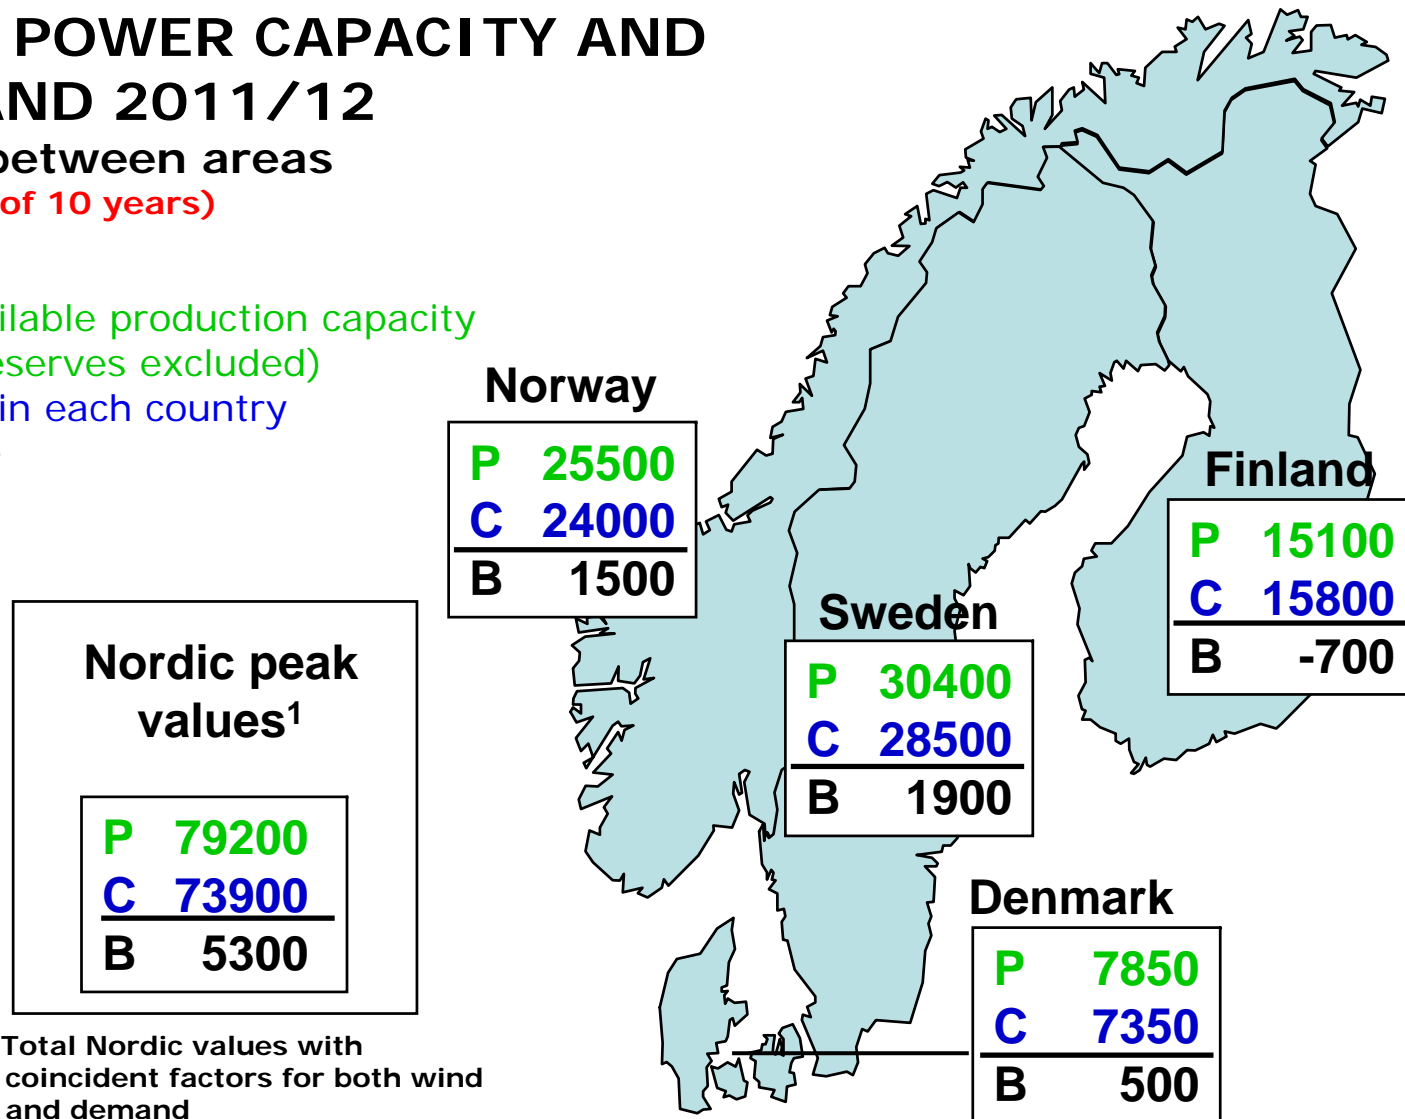 POWER CAPACITY AND
AND 2011/12
between areas
of 10 years)
ilable production capacity
eserves excluded)
in each country
Norway
P 25500
C 24000
B 1500
Finland
P 15100
C 15800
B -700
Sweden
P 30400
C 28500
B 1900
Nordic peak
values1
P 79200
C 73900
B 5300
Denmark
P 7850
C 7350
B 500
Total Nordic values with
coincident factors for both wind
and demand